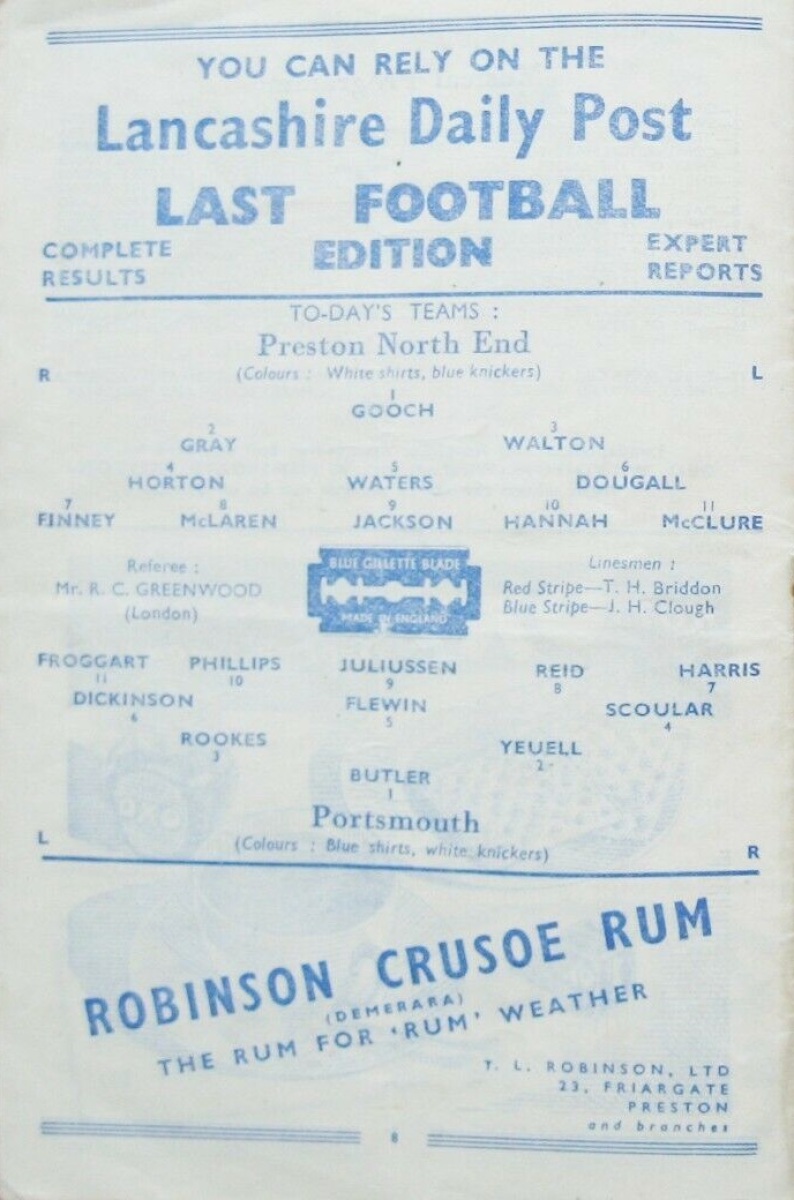 YOU CAN RELY ON THE
Lancashire Daily Post
LAST FOOTBALL
COMPLETE RESULTS EDITION EXPERT REPORTS
TO-DAY'S TEAMS :
Preston North End
R (Colours : White shirts, blue knickers) L
1
GOOCH
2 3
GRAY WALTON
4 5 6
HORTON WATERS DOUGALL
7 8 9 10 11
FINNEY McLAREN JACKSON HANNAH McCLURE
Referee :
Mr. R. C. GREENWOOD
(London)
BLUE GILLETTE BLADE
MADE IN ENGLAND
Linesmen :
Red Stripe—T. H. Briddon
Blue Stripe—J. H. Clough
FROGGART PHILLIPS JULIUSSEN REID HARRIS
11 10 9 8 7
DICKINSON FLEWIN SCOULAR
6 5 4
ROOKES YEUELL
3 2
BUTLER
1
Portsmouth
L (Colours : Blue shirts, white knickers) R
ROBINSON CRUSOE RUM
(DEMERARA)
THE RUM FOR 'RUM' WEATHER
T. L. ROBINSON, LTD
23, FRIARGATE
PRESTON
and branches
8